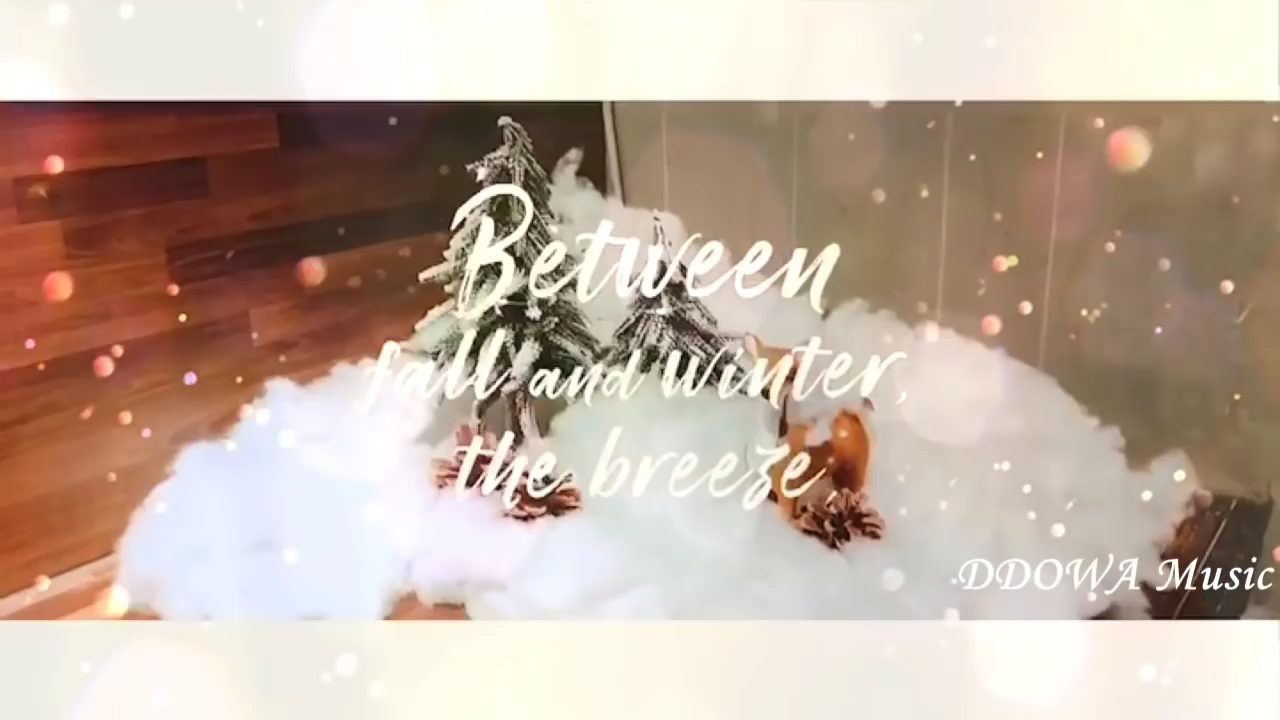 Between
fall and winter,
the breeze,
DDOWA Music